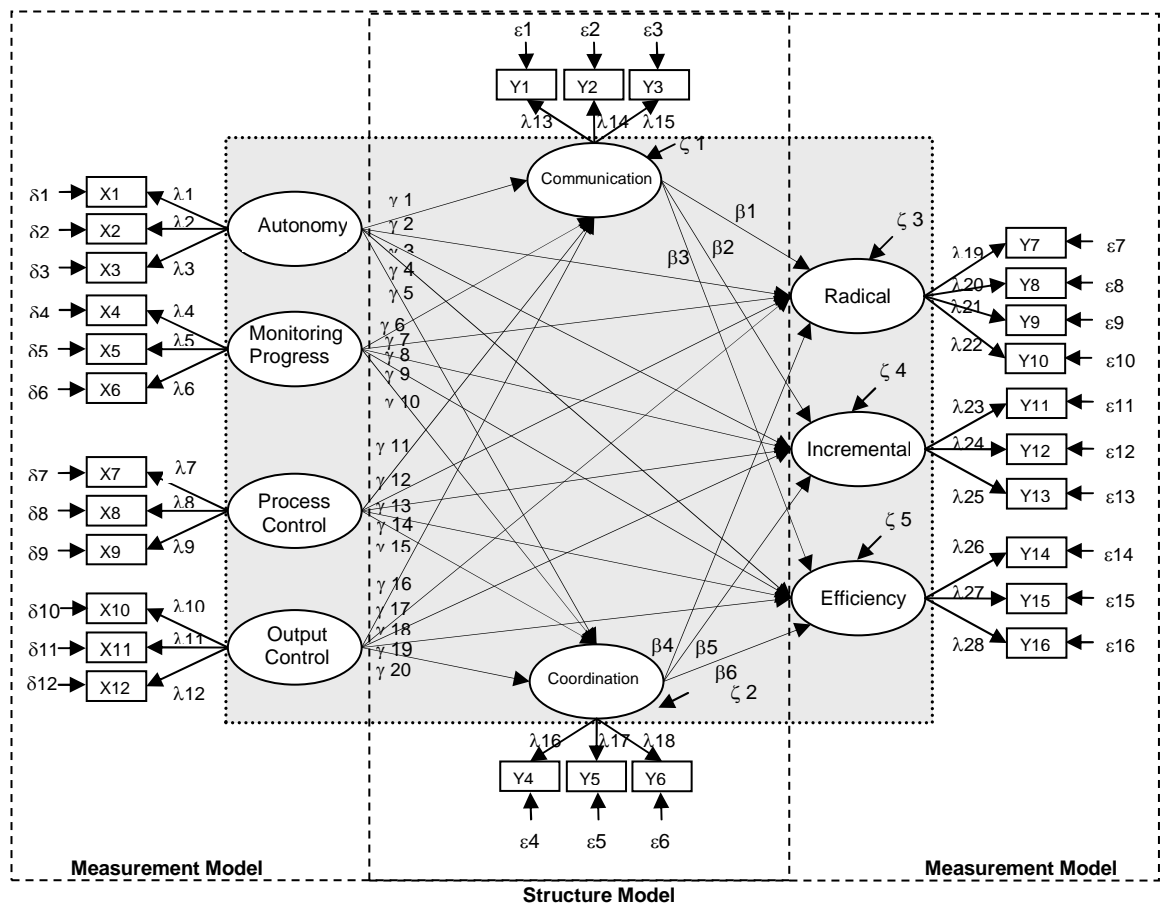 ε1 ε2 ε3
Y1 Y2 Y3
λ13 λ14 λ15
ζ 1
Communication
δ1 X1 λ1
δ2 X2 λ2
δ3 X3 λ3
Autonomy
δ4 X4 λ4
δ5 X5 λ5
δ6 X6 λ6
Monitoring
Progress
δ7 X7 λ7
δ8 X8 λ8
δ9 X9 λ9
Process
Control
δ10 X10 λ10
δ11 X11 λ11
δ12 X12 λ12
Output
Control
γ 1
γ 2
γ 3
γ 4
γ 5
γ 6
γ 7
γ 8
γ 9
γ 10
γ 11
γ 12
γ 13
γ 14
γ 15
γ 16
γ 17
γ 18
γ 19
γ 20
β1
β2
β3
β4
β5
β6
ζ 2
Coordination
λ16 λ17 λ18
Y4 Y5 Y6
ε4 ε5 ε6
ζ 3
Radical
λ19 Y7 ε7
λ20 Y8 ε8
λ21 Y9 ε9
λ22 Y10 ε10
ζ 4
Incremental
λ23 Y11 ε11
λ24 Y12 ε12
λ25 Y13 ε13
ζ 5
Efficiency
λ26 Y14 ε14
λ27 Y15 ε15
λ28 Y16 ε16
Measurement Model
Structure Model
Measurement Model